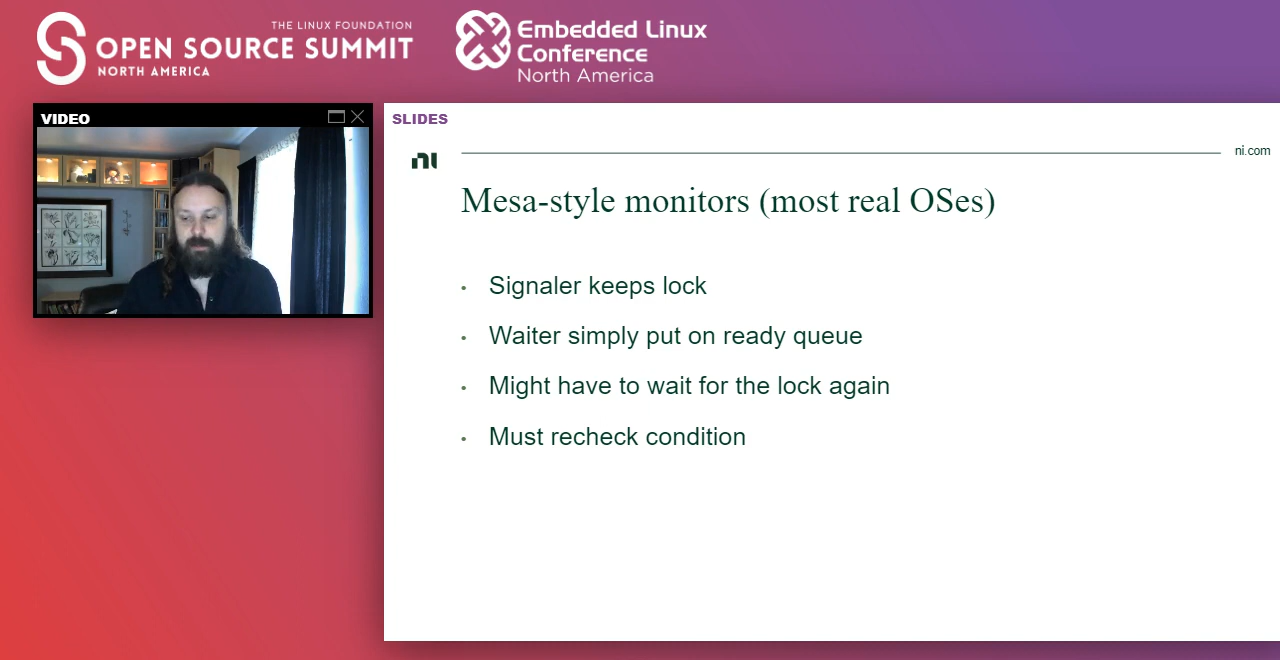 THE LINUX FOUNDATION
OPEN SOURCE SUMMIT
NORTH AMERICA
Embedded Linux
Conference
North America
VIDEO
SLIDES
ni
ni.com
Mesa-style monitors (most real OSes)
• Signaler keeps lock
• Waiter simply put on ready queue
• Might have to wait for the lock again
• Must recheck condition